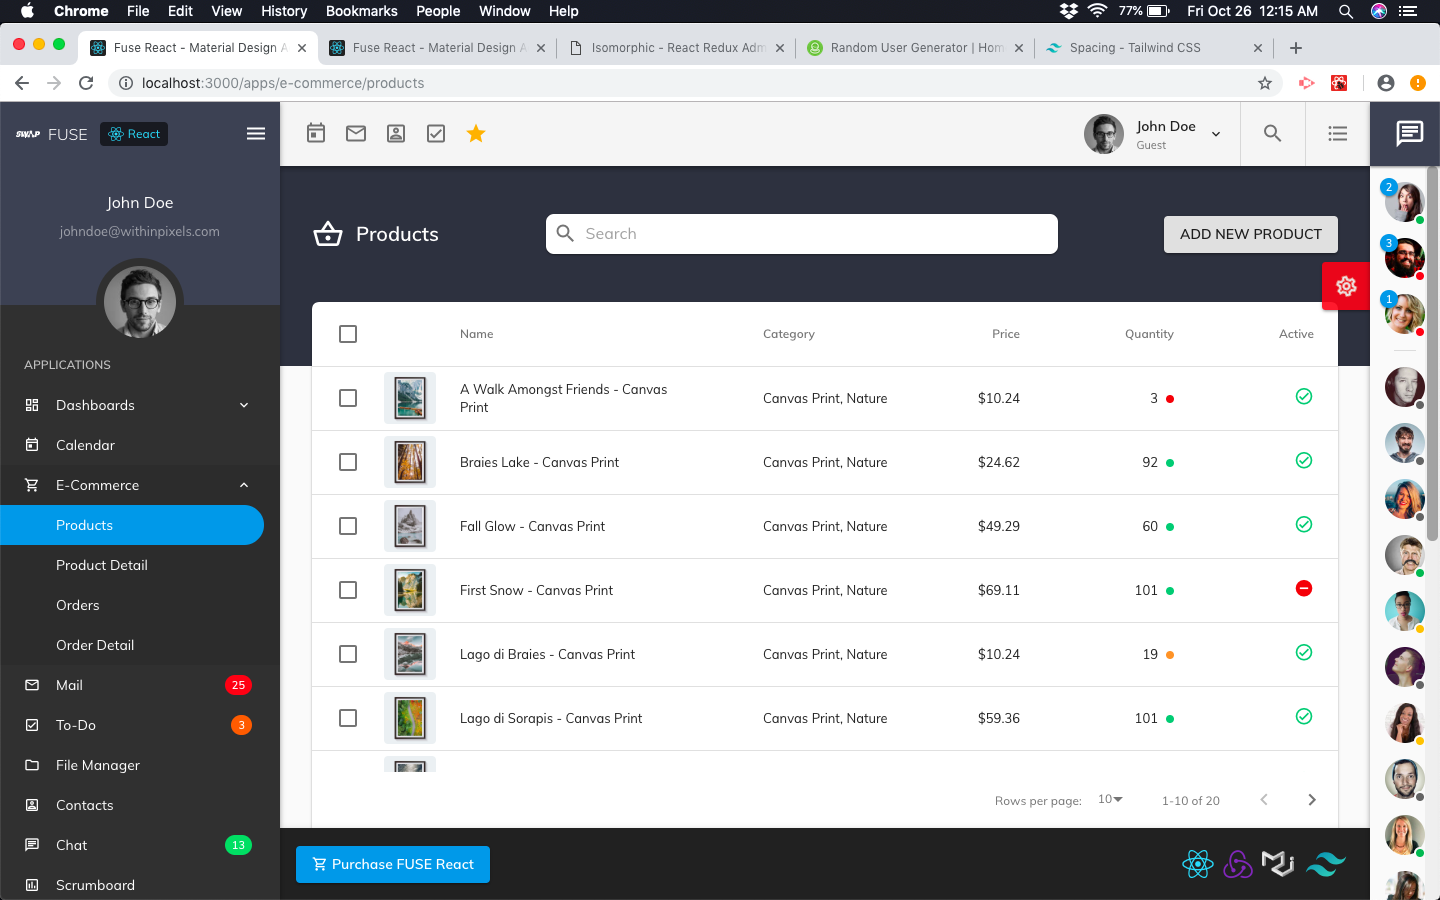 Chrome File Edit View History Bookmarks People Window Help 77% Fri Oct 26 12:15 AM
Fuse React - Material Design A Fuse React - Material Design A Isomorphic - React Redux Adm Random User Generator | Hom Spacing - Tailwind CSS
localhost:3000/apps/e-commerce/products
SWAP FUSE React
John Doe
Guest
John Doe
johndoe@withinpixels.com
APPLICATIONS
Dashboards
Calendar
E-Commerce
Products
Product Detail
Orders
Order Detail
Mail 25
To-Do 3
File Manager
Contacts
Chat 13
Scrumboard
Products Search ADD NEW PRODUCT
Name Category Price Quantity Active
A Walk Amongst Friends - Canvas
Print
Canvas Print, Nature $10.24 3
Braies Lake - Canvas Print Canvas Print, Nature $24.62 92
Fall Glow - Canvas Print Canvas Print, Nature $49.29 60
First Snow - Canvas Print Canvas Print, Nature $69.11 101
Lago di Braies - Canvas Print Canvas Print, Nature $10.24 19
Lago di Sorapis - Canvas Print Canvas Print, Nature $59.36 101
Rows per page: 10 1-10 of 20
Purchase FUSE React
2
3
1